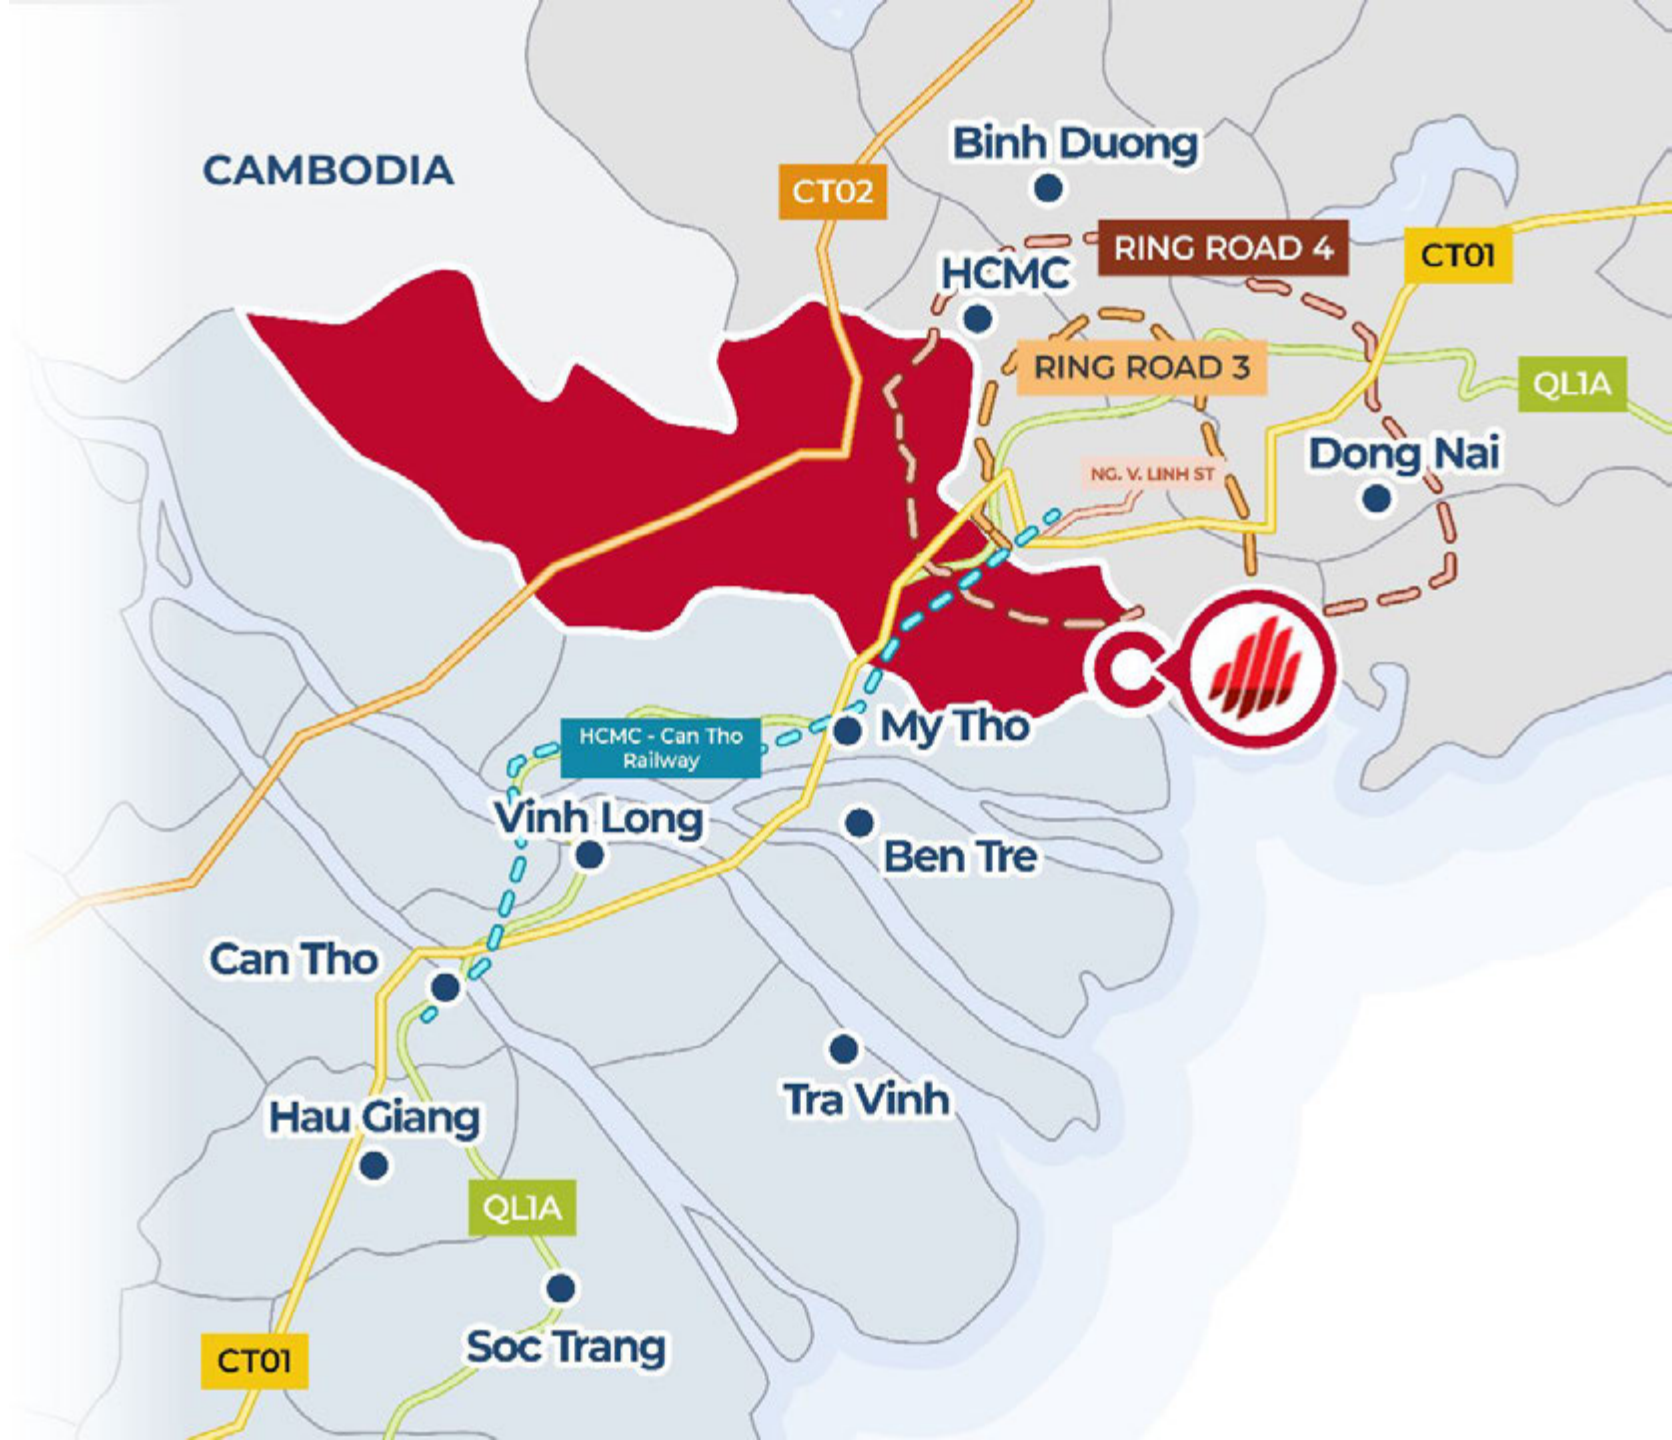 Binh Duong
CAMBODIA
CT02
RING ROAD 4
CT01
HCMC
RING ROAD 3
QL1A
Dong Nai
NG. V. LINH ST
My Tho
HCMC - Can Tho
Railway
Vinh Long
Ben Tre
Can Tho
Tra Vinh
Hau Giang
QL1A
Soc Trang
CT01